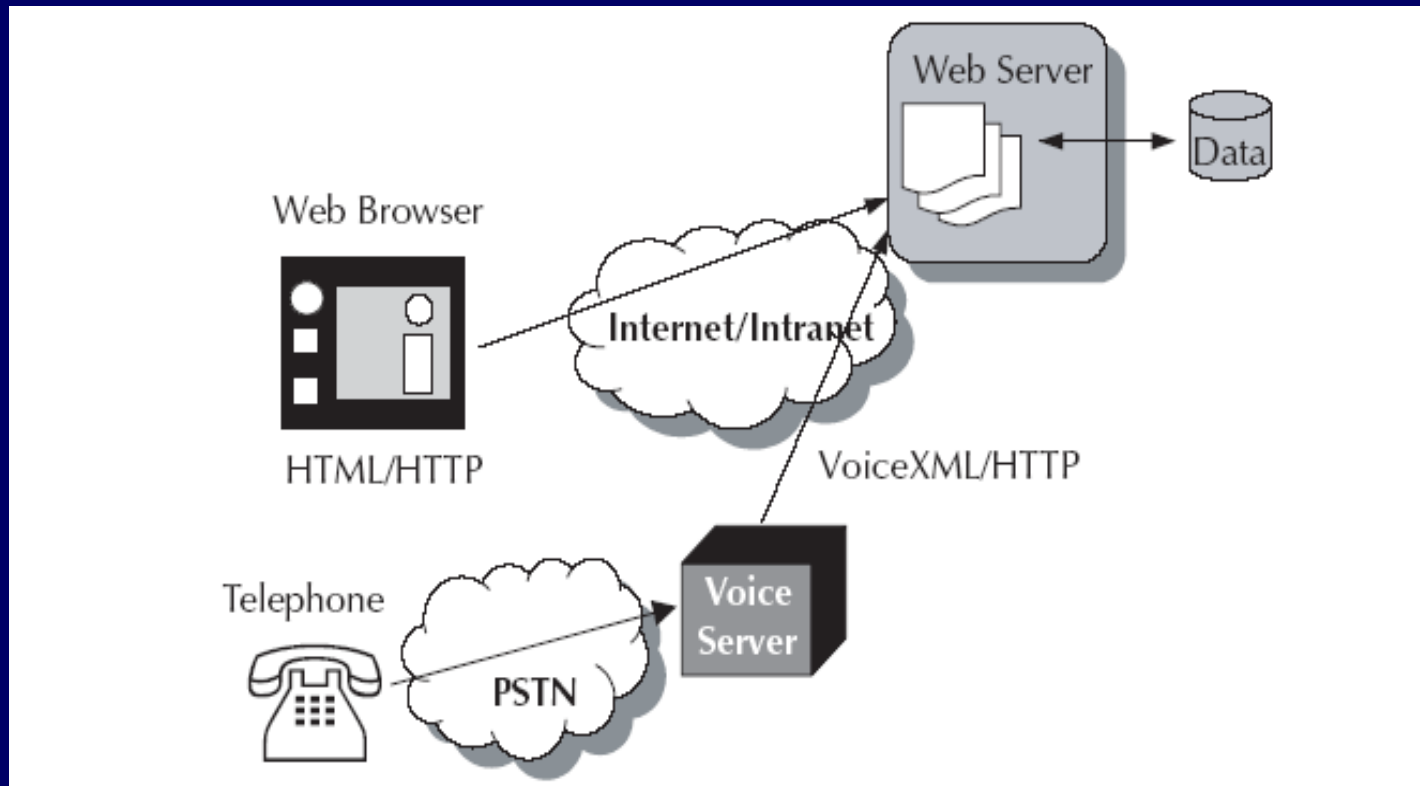 Web Server
Data
Web Browser
Internet/Intranet
HTML/HTTP
VoiceXML/HTTP
Telephone
Voice
Server
PSTN